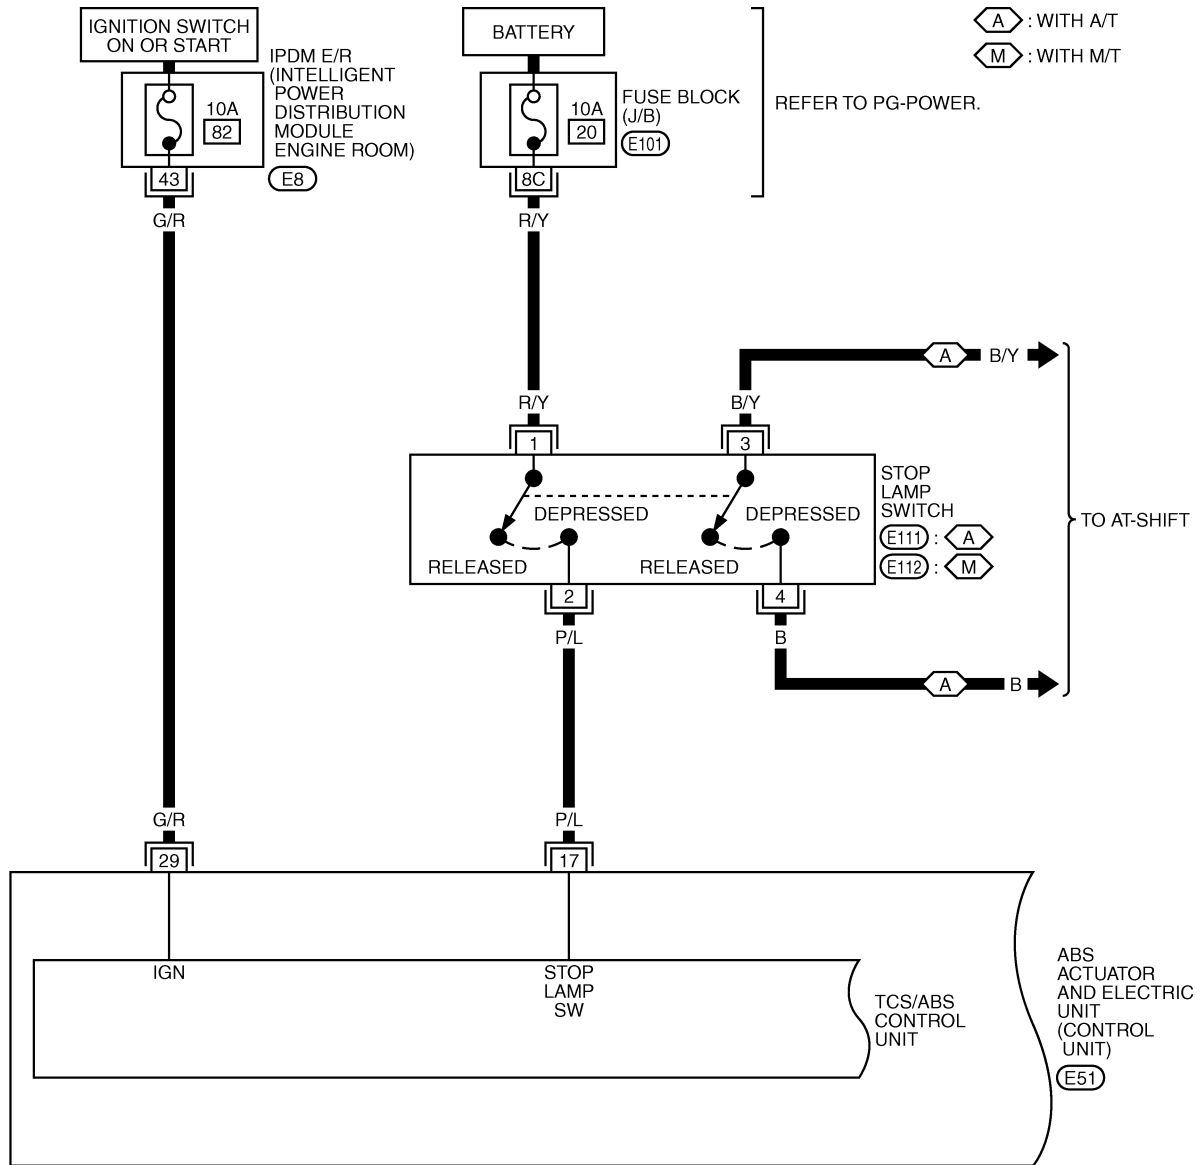 IGNITION SWITCH
ON OR START
BATTERY
A : WITH A/T
M : WITH M/T
IPDM E/R
(INTELLIGENT
POWER
DISTRIBUTION
MODULE
ENGINE ROOM)
E8
10A
82
43
G/R
10A
20
8C
R/Y
FUSE BLOCK
(J/B)
E101
REFER TO PG-POWER.
A
B/Y
R/Y
B/Y
1
3
DEPRESSED
DEPRESSED
RELEASED
RELEASED
STOP
LAMP
SWITCH
E111 : A
E112 : M
TO AT-SHIFT
2
4
P/L
B
A
B
G/R
P/L
29
17
IGN
STOP
LAMP
SW
TCS/ABS
CONTROL
UNIT
ABS
ACTUATOR
AND ELECTRIC
UNIT
(CONTROL
UNIT)
E51